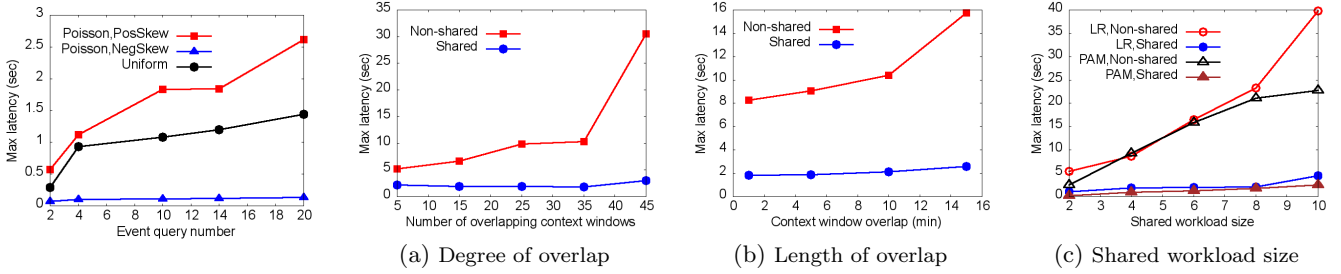 Max latency (sec)
3
2.5
2
1.5
1
0.5
0
Poisson,PosSkew
Poisson,NegSkew
Uniform
2 4 6 8 10 12 14 16 18 20
Event query number
Max latency (sec)
35
30
25
20
15
10
5
0
Non-shared
Shared
5 10 15 20 25 30 35 40 45
Number of overlapping context windows
(a) Degree of overlap
Max latency (sec)
16
14
12
10
8
6
4
2
0
Non-shared
Shared
0 2 4 6 8 10 12 14 16
Context window overlap (min)
(b) Length of overlap
Max latency (sec)
40
35
30
25
20
15
10
5
0
LR,Non-shared
LR,Shared
PAM,Non-shared
PAM,Shared
2 3 4 5 6 7 8 9 10
Shared workload size
(c) Shared workload size